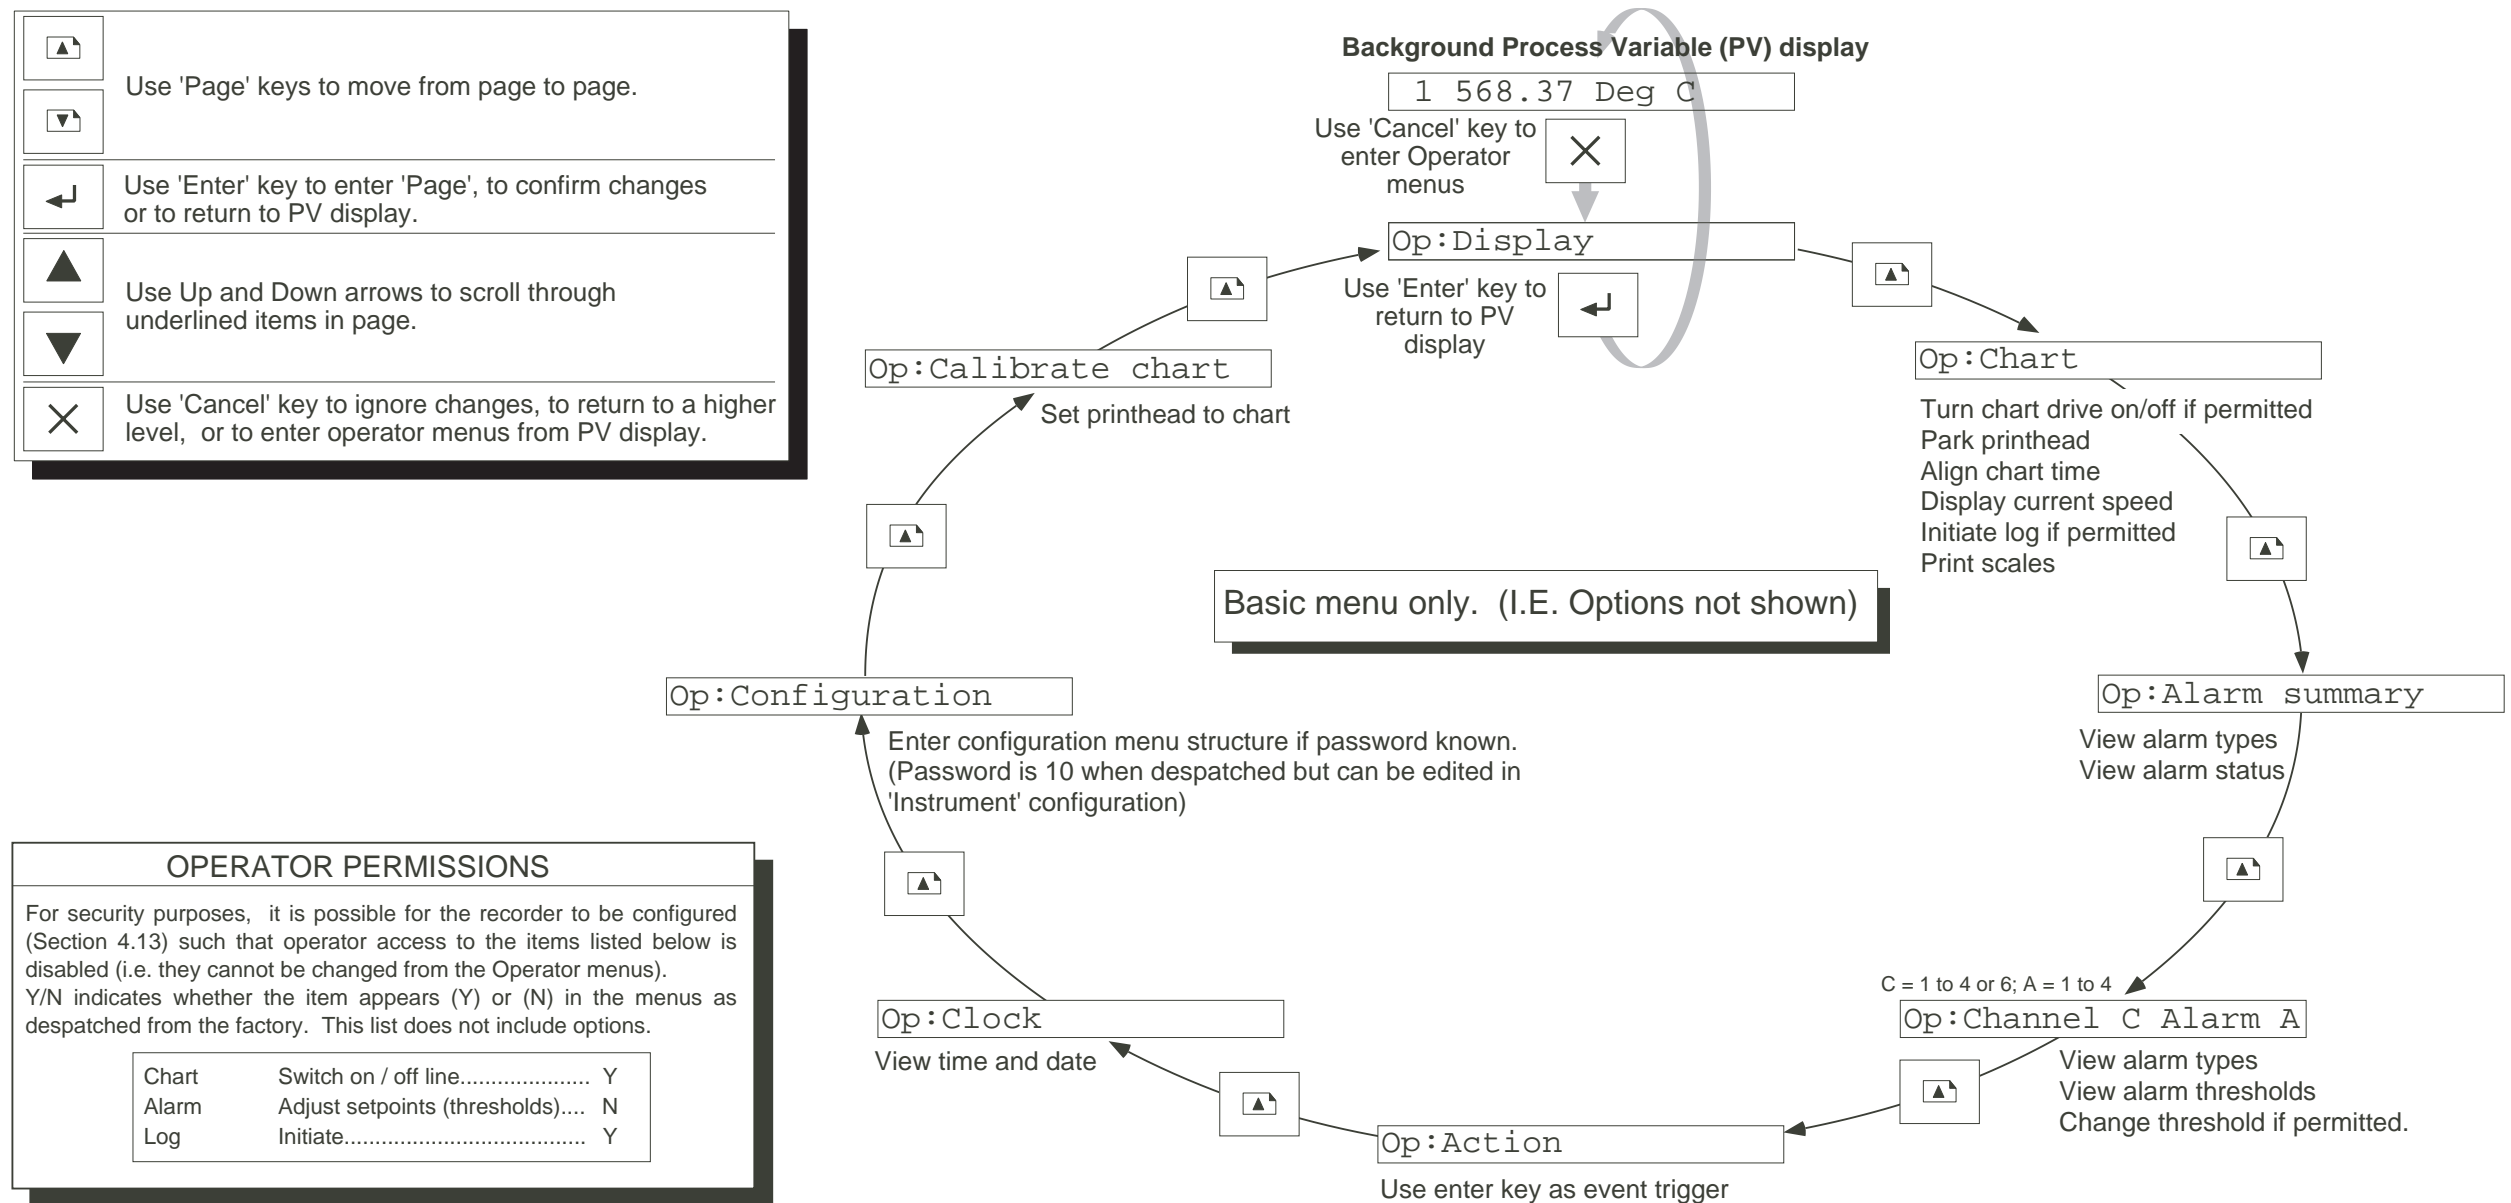 Use 'Page' keys to move from page to page.
Use 'Enter' key to enter 'Page', to confirm changes
or to return to PV display.
Use Up and Down arrows to scroll through
underlined items in page.
Use 'Cancel' key to ignore changes, to return to a higher
level,  or to enter operator menus from PV display.
Background Process Variable (PV) display
1 568.37 Deg C
Use 'Cancel' key to
enter Operator
menus
Op:Display
Use 'Enter' key to
return to PV
display
Op:Chart
Turn chart drive on/off if permitted
Park printhead
Align chart time
Display current speed
Initiate log if permitted
Print scales
Op:Alarm summary
View alarm types
View alarm status
C = 1 to 4 or 6; A = 1 to 4
Op:Channel C Alarm A
View alarm types
View alarm thresholds
Change threshold if permitted.
Op:Action
Use enter key as event trigger
Op:Clock
View time and date
Op:Configuration
Enter configuration menu structure if password known.
(Password is 10 when despatched but can be edited in
'Instrument' configuration)
Op:Calibrate chart
Set printhead to chart
Basic menu only.  (I.E. Options not shown)
OPERATOR PERMISSIONS
For security purposes,  it is possible for the recorder to be configured
(Section 4.13) such that operator access to the items listed below is
disabled (i.e. they cannot be changed from the Operator menus).
Y/N indicates whether the item appears (Y) or (N) in the menus as
despatched from the factory.  This list does not include options.
Chart Switch on / off line..................... Y
Alarm Adjust setpoints (thresholds).... N
Log Initiate....................................... Y